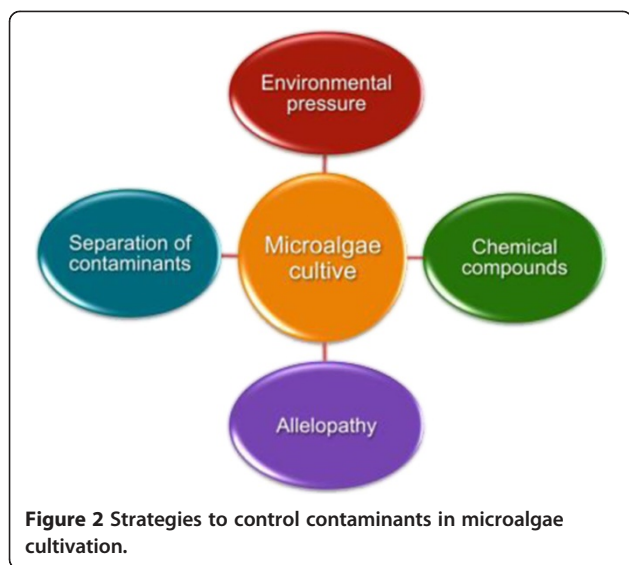 Environmental
pressure
Separation of
contaminants
Microalgae
cultive
Chemical
compounds
Allelopathy
Figure 2 Strategies to control contaminants in microalgae
cultivation.